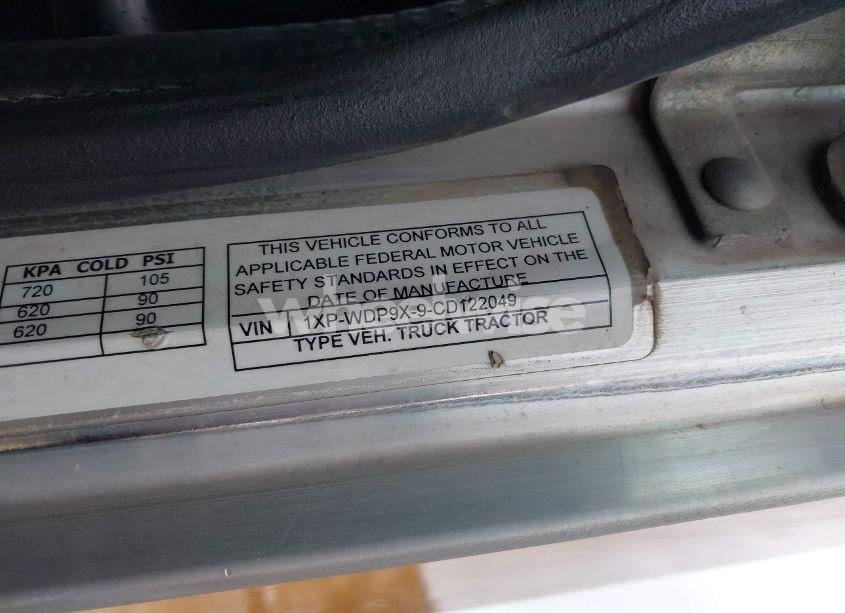 KPA COLD PSI
720 105
620 90
620 90
THIS VEHICLE CONFORMS TO ALL
APPLICABLE FEDERAL MOTOR VEHICLE
SAFETY STANDARDS IN EFFECT ON THE
DATE OF MANUFACTURE
VIN 1XP-WDP9X-9-CD122049
TYPE VEH. TRUCK TRACTOR